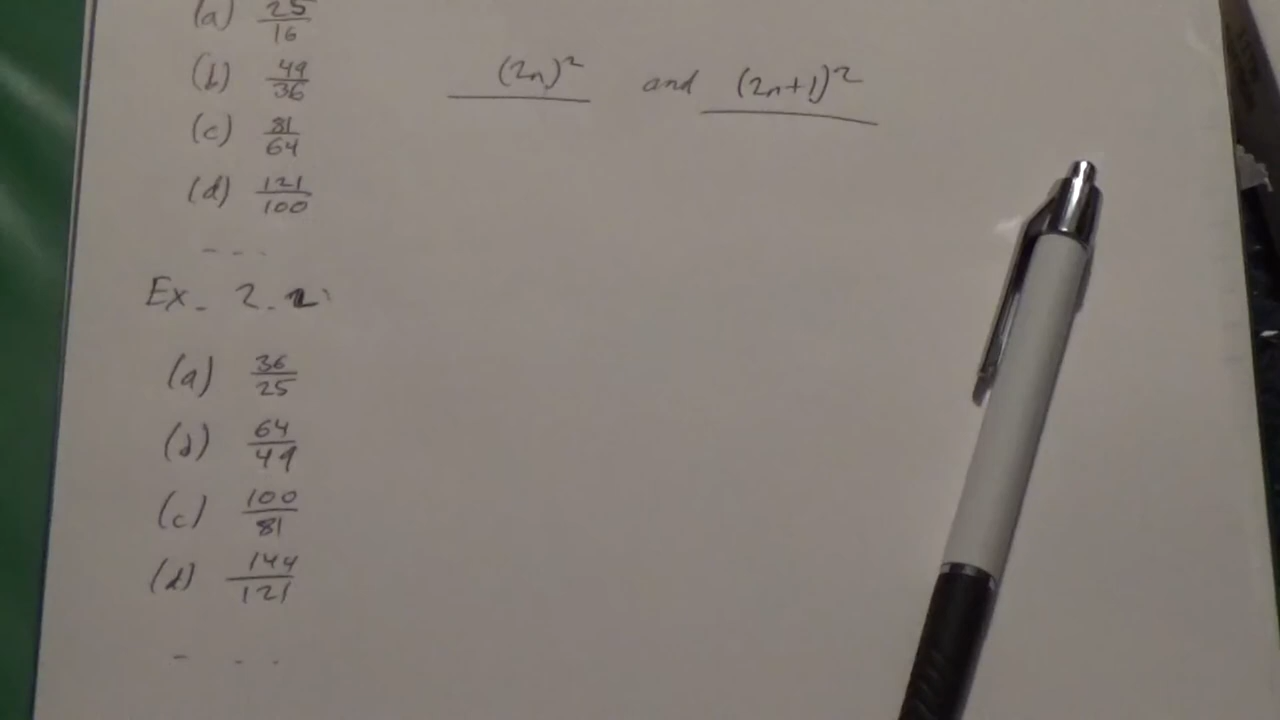 (a) 25/16
(b) 49/36
(c) 81/64
(d) 121/100
(2n)² and (2n+1)²
- - -
Ex. 2.2
(a) 36/25
(b) 64/49
(c) 100/81
(d) 144/121
- - -